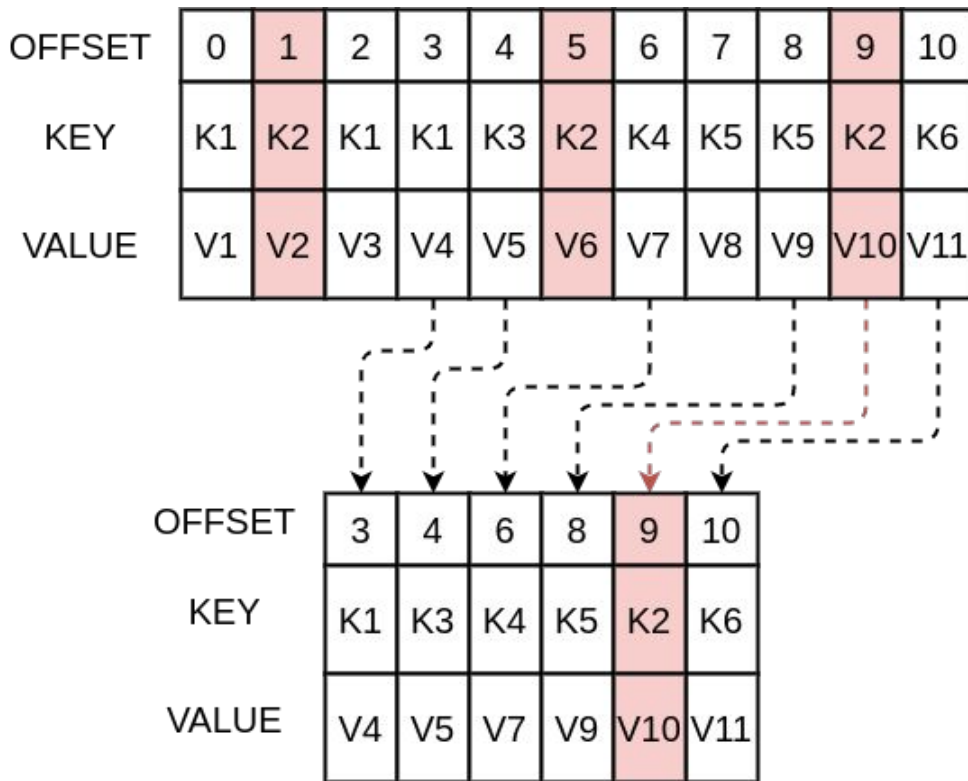 OFFSET 0 1 2 3 4 5 6 7 8 9 10
KEY K1 K2 K1 K1 K3 K2 K4 K5 K5 K2 K6
VALUE V1 V2 V3 V4 V5 V6 V7 V8 V9 V10 V11
OFFSET 3 4 6 8 9 10
KEY K1 K3 K4 K5 K2 K6
VALUE V4 V5 V7 V9 V10 V11